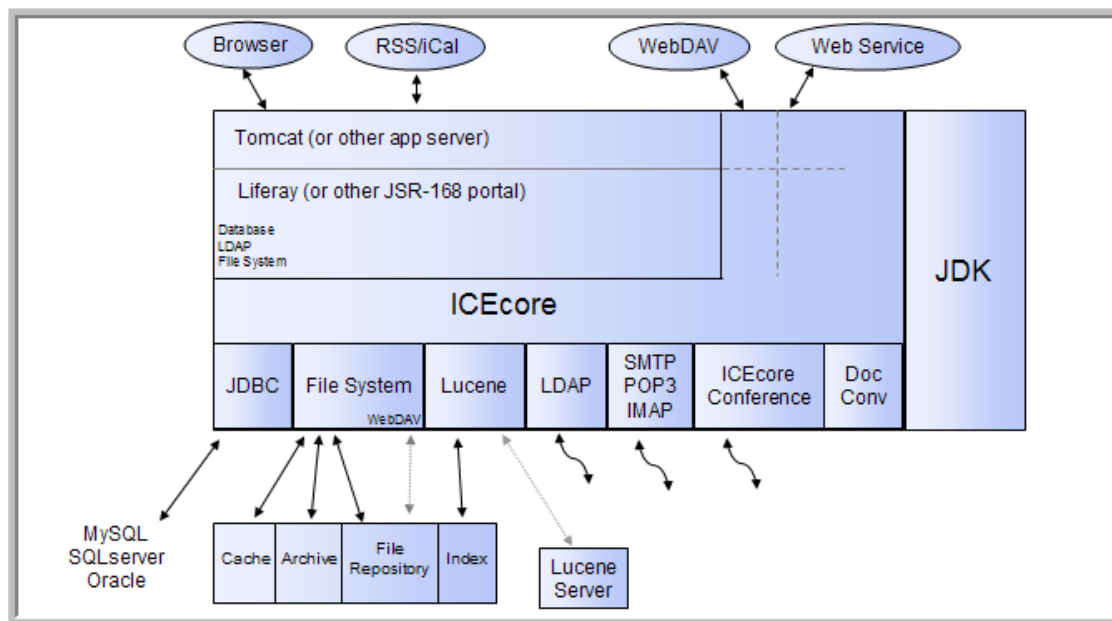 Browser
RSS/iCal
WebDAV
Web Service
Tomcat (or other app server)
Liferay (or other JSR-168 portal)
Database
LDAP
File System
ICEcore
JDK
JDBC
File System
WebDAV
Lucene
LDAP
SMTP
POP3
IMAP
ICEcore
Conference
Doc
Conv
MySQL
SQLserver
Oracle
Cache
Archive
File
Repository
Index
Lucene
Server